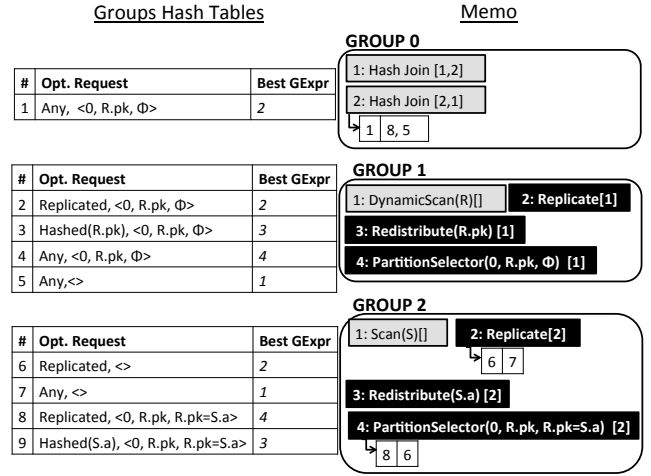 Groups Hash Tables
Memo
GROUP 0
# Opt. Request Best GExpr
1 Any, <0, R.pk, Φ> 2
1: Hash Join [1,2]
2: Hash Join [2,1]
1 8, 5
GROUP 1
# Opt. Request Best GExpr
2 Replicated, <0, R.pk, Φ> 2
3 Hashed(R.pk), <0, R.pk, Φ> 3
4 Any, <0, R.pk, Φ> 4
5 Any,<> 1
1: DynamicScan(R)[] 2: Replicate[1]
3: Redistribute(R.pk) [1]
4: PartitionSelector(0, R.pk, Φ) [1]
GROUP 2
# Opt. Request Best GExpr
6 Replicated, <> 2
7 Any, <> 1
8 Replicated, <0, R.pk, R.pk=S.a> 4
9 Hashed(S.a), <0, R.pk, R.pk=S.a> 3
1: Scan(S)[] 2: Replicate[2]
6 7
3: Redistribute(S.a) [2]
4: PartitionSelector(0, R.pk, R.pk=S.a) [2]
8 6